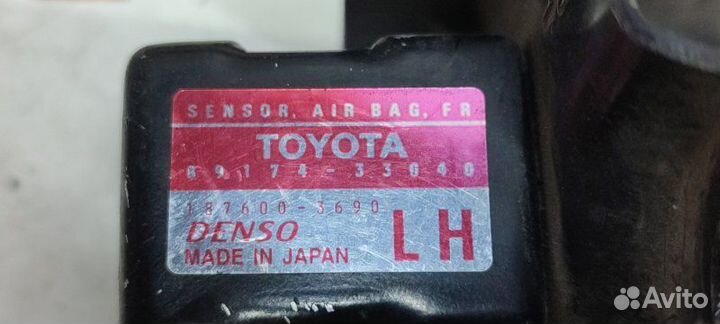 SENSOR, AIR BAG, FR
TOYOTA
89174-33040
187600-3690
DENSO
LH
MADE IN JAPAN
Avito